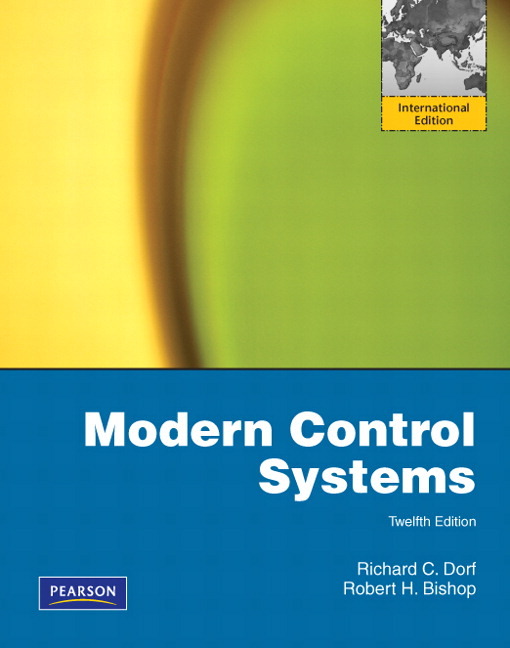 International
Edition
Modern Control
Systems
Twelfth Edition
Richard C. Dorf
Robert H. Bishop
PEARSON